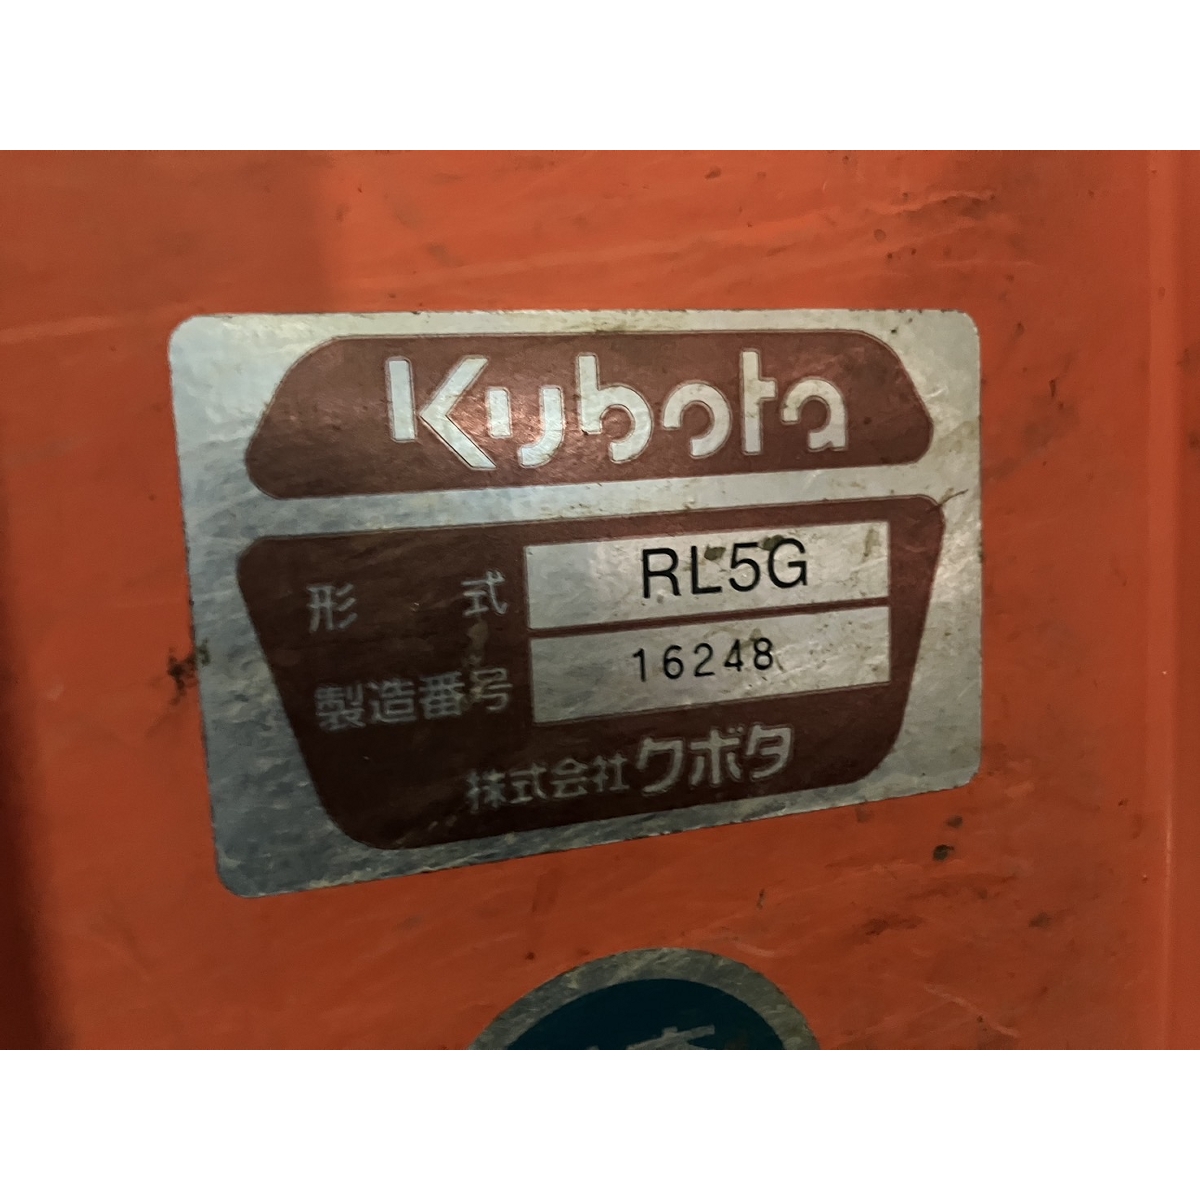 Kubota
形式 RL5G
製造番号 16248
株式会社クボタ